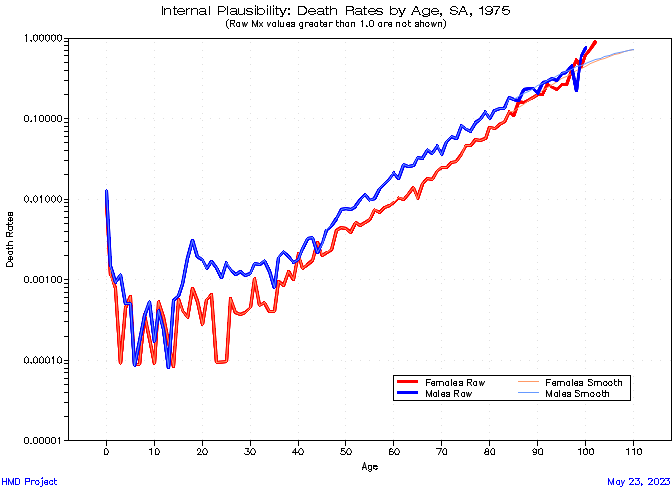 Internal Plausibility: Death Rates by Age, SA, 1975
(Raw Mx values greater than 1.0 are not shown)
1.00000
0.10000
0.01000
0.00100
0.00010
0.00001
Death Rates
Females Raw
Females Smooth
Males Raw
Males Smooth
0 10 20 30 40 50 60 70 80 90 100 110
Age
HMD Project
May 23, 2023